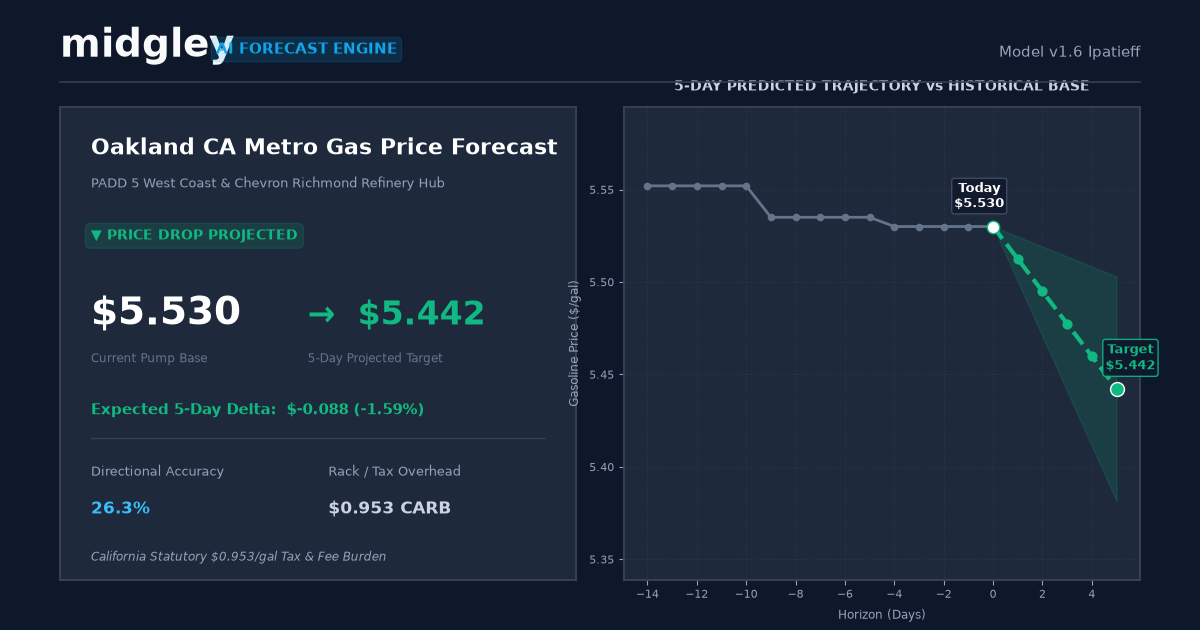 midgley
AI FORECAST ENGINE
Model v1.6 Ipatieff
Oakland CA Metro Gas Price Forecast
PADD 5 West Coast & Chevron Richmond Refinery Hub
▼ PRICE DROP PROJECTED
$5.530 → $5.442
Current Pump Base 5-Day Projected Target
Expected 5-Day Delta: $-0.088 (-1.59%)
Directional Accuracy Rack / Tax Overhead
26.3% $0.953 CARB
California Statutory $0.953/gal Tax & Fee Burden
5-DAY PREDICTED TRAJECTORY vs HISTORICAL BASE
Gasoline Price ($/gal)
5.55
5.50
5.45
5.40
5.35
Today
$5.530
Target
$5.442
−14 −12 −10 −8 −6 −4 −2 0 2 4
Horizon (Days)